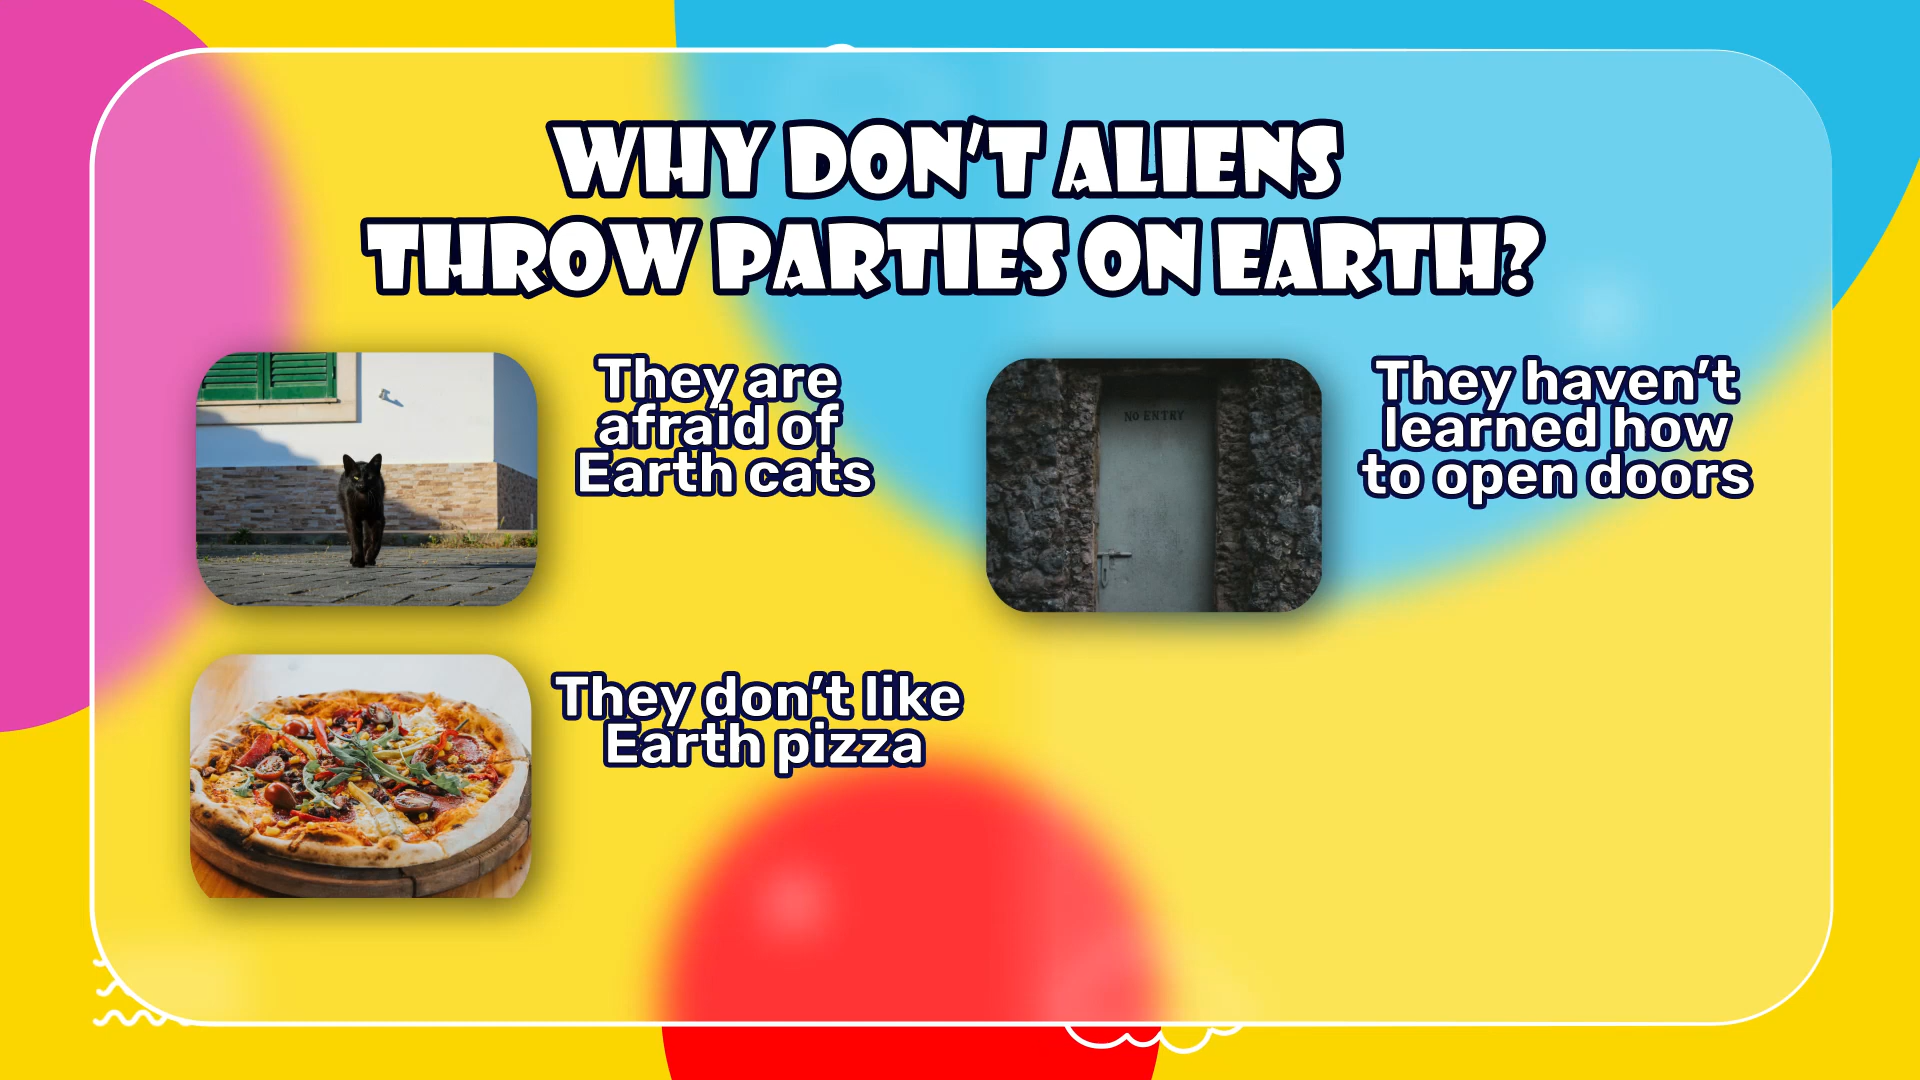 WHY DON'T ALIENS
THROW PARTIES ON EARTH?
They are
afraid of
Earth cats
NO ENTRY
They haven't
learned how
to open doors
They don't like
Earth pizza